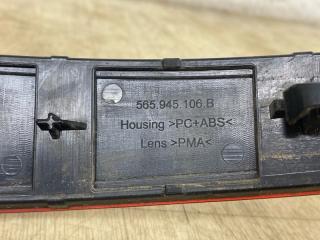 565.945.106.B
Housing >PC+ABS<
Lens >PMA<